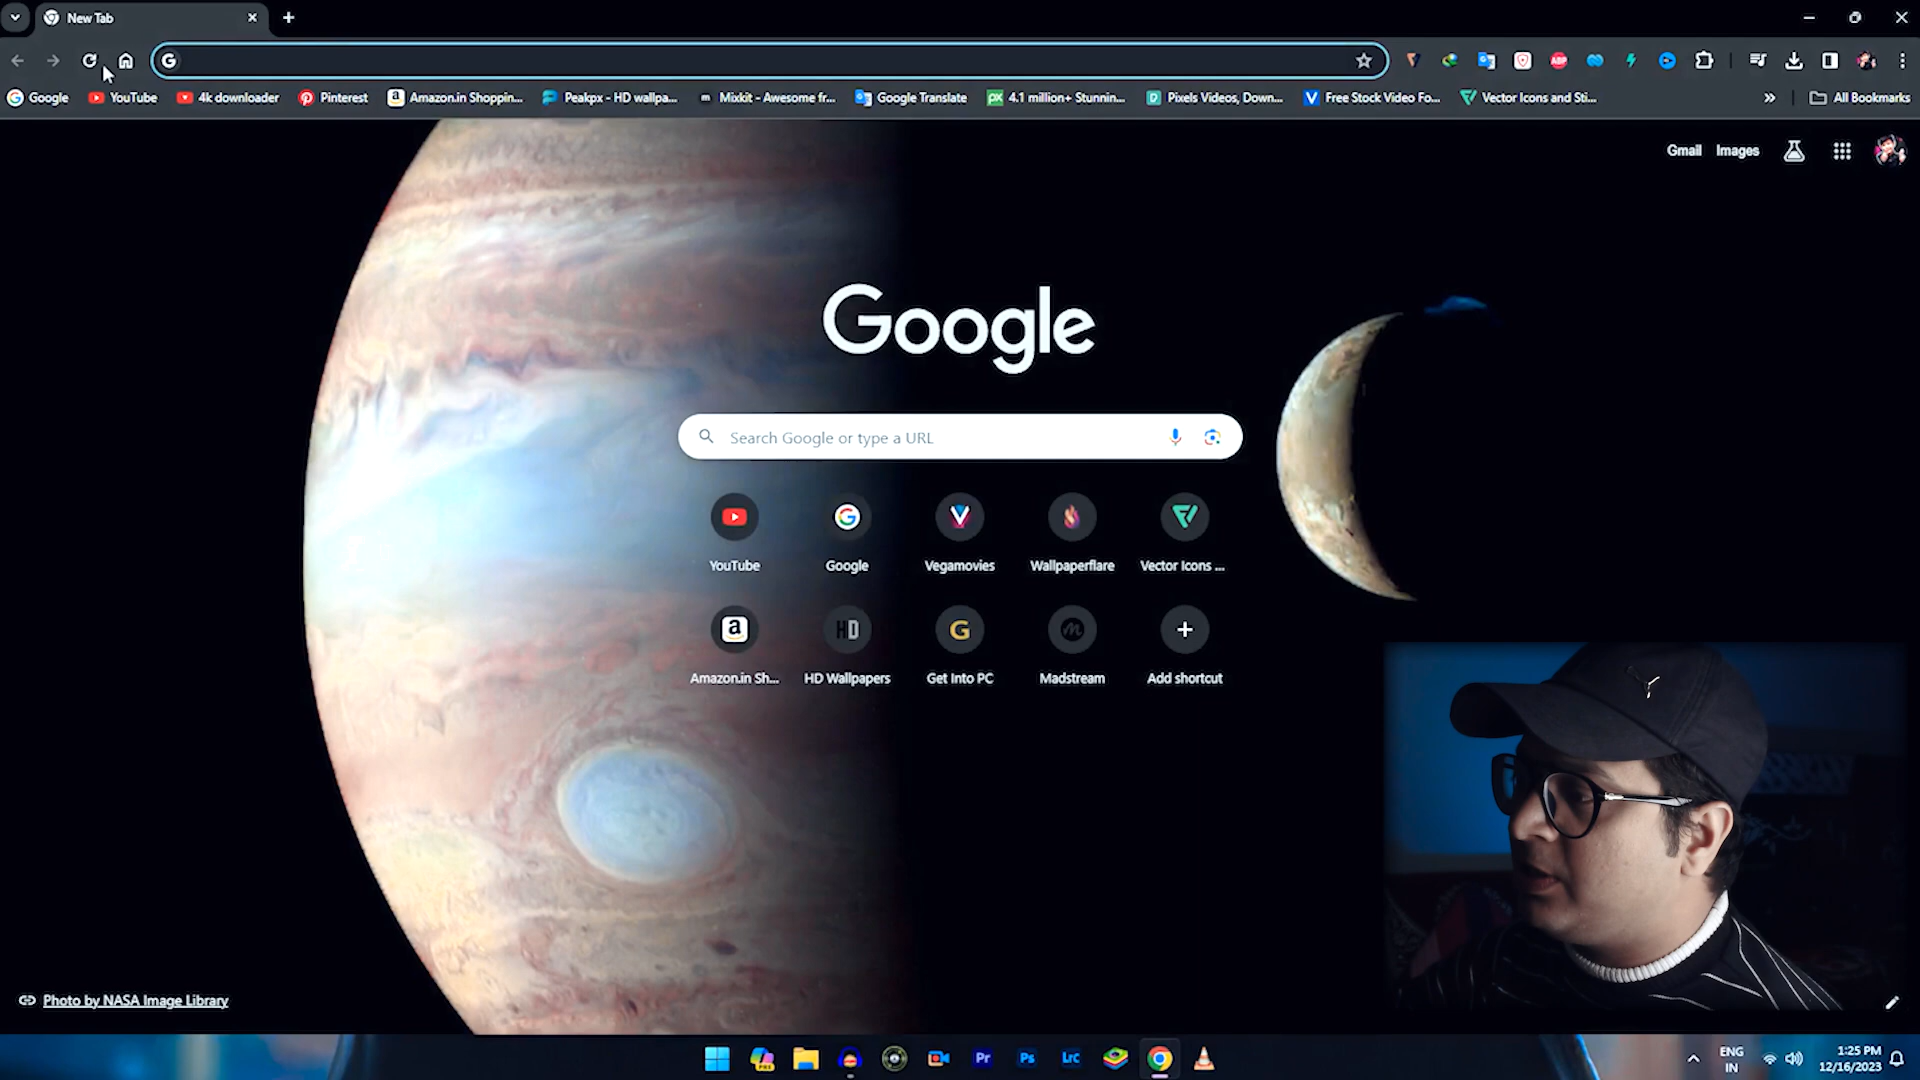 New Tab
Google
YouTube
4k downloader
Pinterest
Amazon.in Shoppin...
Peakpx - HD wallpa...
Mixkit - Awesome fr...
Google Translate
4.1 million+ Stunnin...
Pixels Videos, Down...
Free Stock Video Fo...
Vector Icons and Sti...
All Bookmarks
Gmail
Images
Google
Search Google or type a URL
YouTube
Google
Vegamovies
Wallpaperflare
Vector Icons ...
Amazon.in Sh...
HD Wallpapers
Get Into PC
Madstream
Add shortcut
Photo by NASA Image Library
Pr
Ps
Lrc
ENG
IN
1:25 PM
12/16/2023